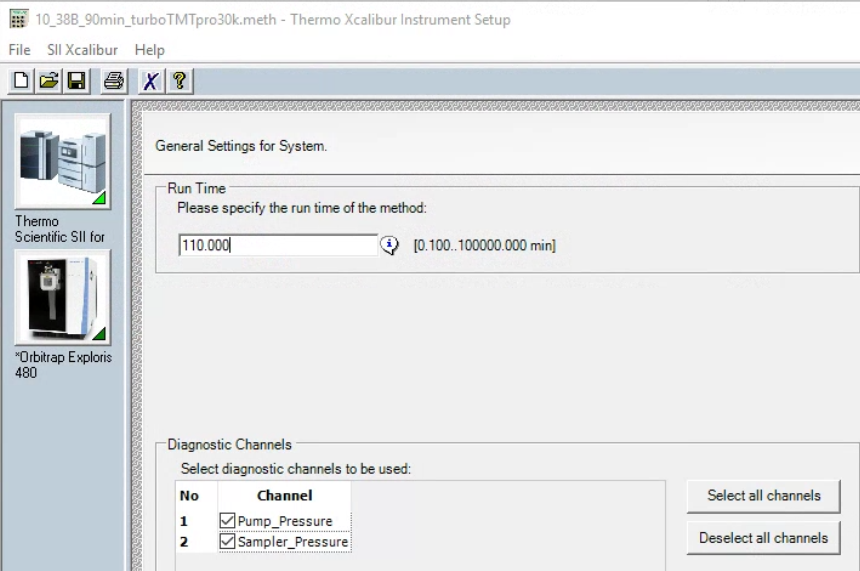 10_38B_90min_turboTMTpro30k.meth - Thermo Xcalibur Instrument Setup
File SII Xcalibur Help
General Settings for System.
Run Time
Please specify the run time of the method:
110.000 [0.100..100000.000 min]
Thermo
Scientific SII for
*Orbitrap Exploris
480
Diagnostic Channels
Select diagnostic channels to be used:
No Channel
1 Pump_Pressure
2 Sampler_Pressure
Select all channels
Deselect all channels